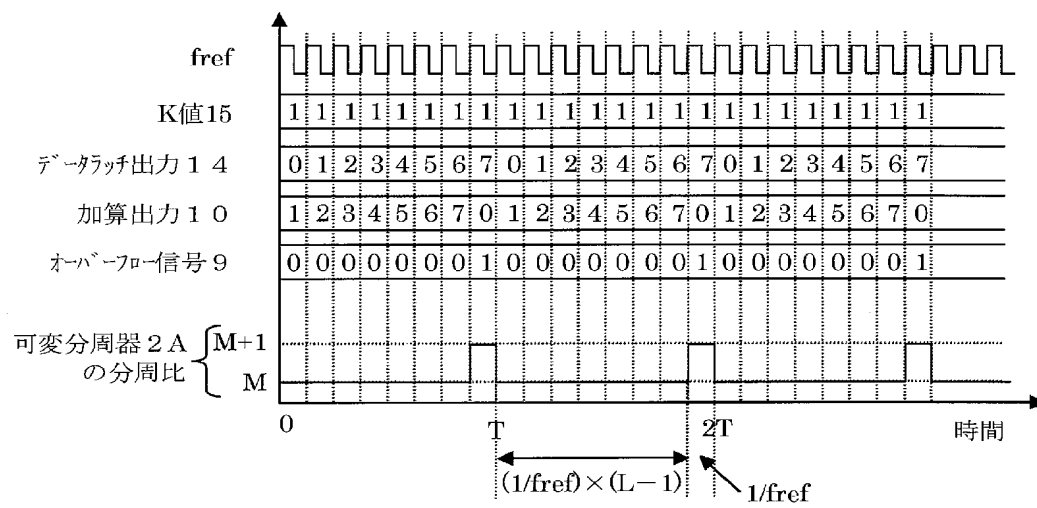 fref
K値15 1 1 1 1 1 1 1 1 1 1 1 1 1 1 1 1 1 1 1 1 1 1 1 1
データラッチ出力14 0 1 2 3 4 5 6 7 0 1 2 3 4 5 6 7 0 1 2 3 4 5 6 7
加算出力10 1 2 3 4 5 6 7 0 1 2 3 4 5 6 7 0 1 2 3 4 5 6 7 0
オーバーフロー信号9 0 0 0 0 0 0 0 1 0 0 0 0 0 0 0 1 0 0 0 0 0 0 0 1
可変分周器2A M+1
の分周比 M
0 T 2T 時間
(1/fref)×(L-1) 1/fref